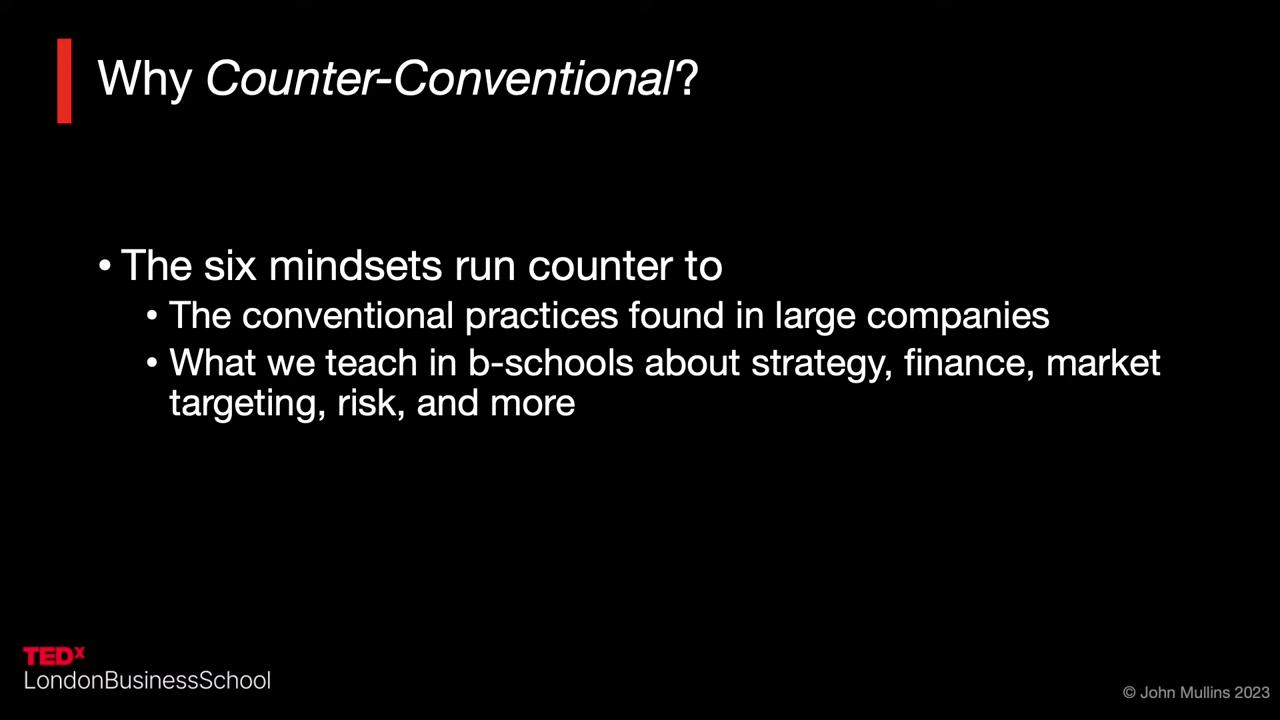 Why Counter-Conventional?
• The six mindsets run counter to
• The conventional practices found in large companies
• What we teach in b-schools about strategy, finance, market
targeting, risk, and more
TEDx
LondonBusinessSchool
© John Mullins 2023